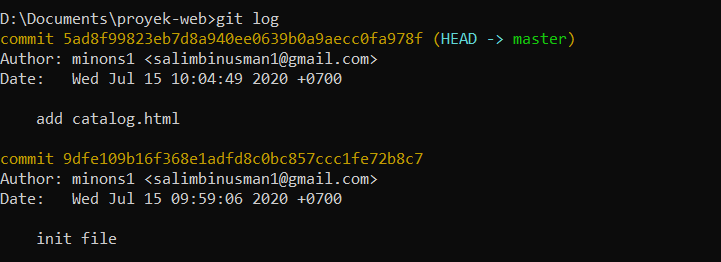 D:\Documents\proyek-web>git log
commit 5ad8f99823eb7d8a940ee0639b0a9aecc0fa978f (HEAD -> master)
Author: minons1 <salimbinusman1@gmail.com>
Date:   Wed Jul 15 10:04:49 2020 +0700
    add catalog.html
commit 9dfe109b16f368e1adfd8c0bc857ccc1fe72b8c7
Author: minons1 <salimbinusman1@gmail.com>
Date:   Wed Jul 15 09:59:06 2020 +0700
    init file